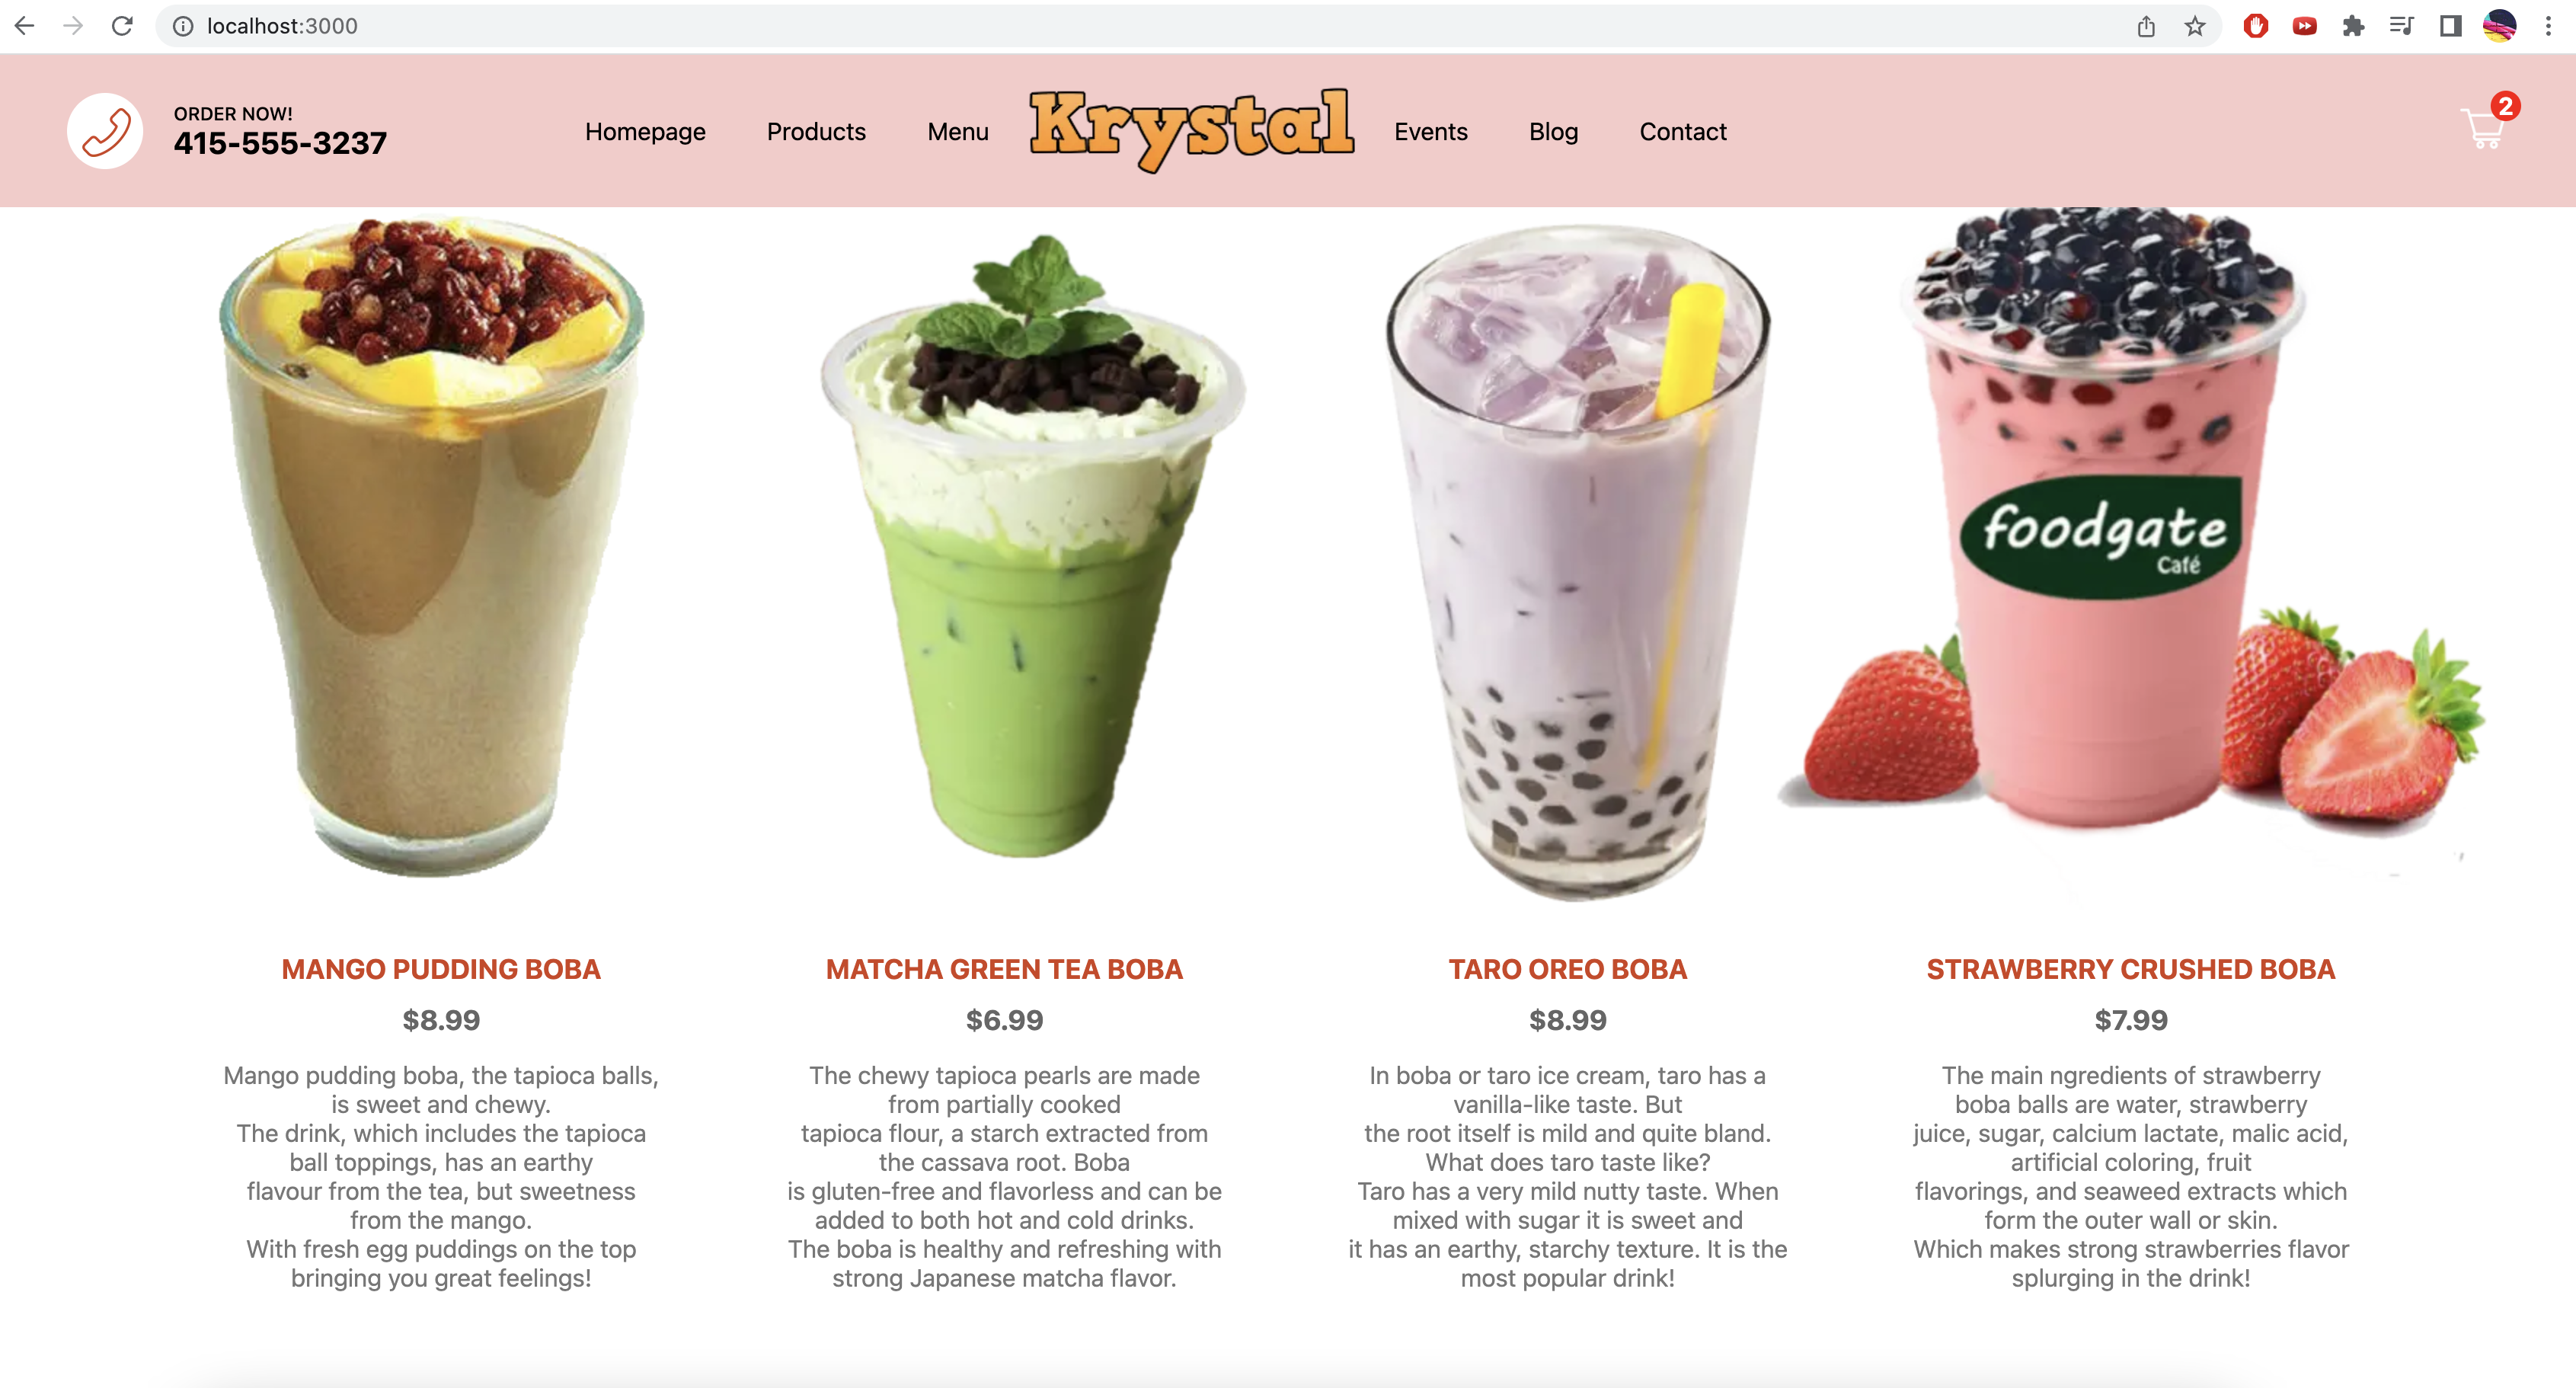 localhost:3000
ORDER NOW!
415-555-3237
Homepage
Products
Menu
Krystal
Events
Blog
Contact
2
foodgate
Café
MANGO PUDDING BOBA
$8.99
Mango pudding boba, the tapioca balls,
is sweet and chewy.
The drink, which includes the tapioca
ball toppings, has an earthy
flavour from the tea, but sweetness
from the mango.
With fresh egg puddings on the top
bringing you great feelings!
MATCHA GREEN TEA BOBA
$6.99
The chewy tapioca pearls are made
from partially cooked
tapioca flour, a starch extracted from
the cassava root. Boba
is gluten-free and flavorless and can be
added to both hot and cold drinks.
The boba is healthy and refreshing with
strong Japanese matcha flavor.
TARO OREO BOBA
$8.99
In boba or taro ice cream, taro has a
vanilla-like taste. But
the root itself is mild and quite bland.
What does taro taste like?
Taro has a very mild nutty taste. When
mixed with sugar it is sweet and
it has an earthy, starchy texture. It is the
most popular drink!
STRAWBERRY CRUSHED BOBA
$7.99
The main ngredients of strawberry
boba balls are water, strawberry
juice, sugar, calcium lactate, malic acid,
artificial coloring, fruit
flavorings, and seaweed extracts which
form the outer wall or skin.
Which makes strong strawberries flavor
splurging in the drink!